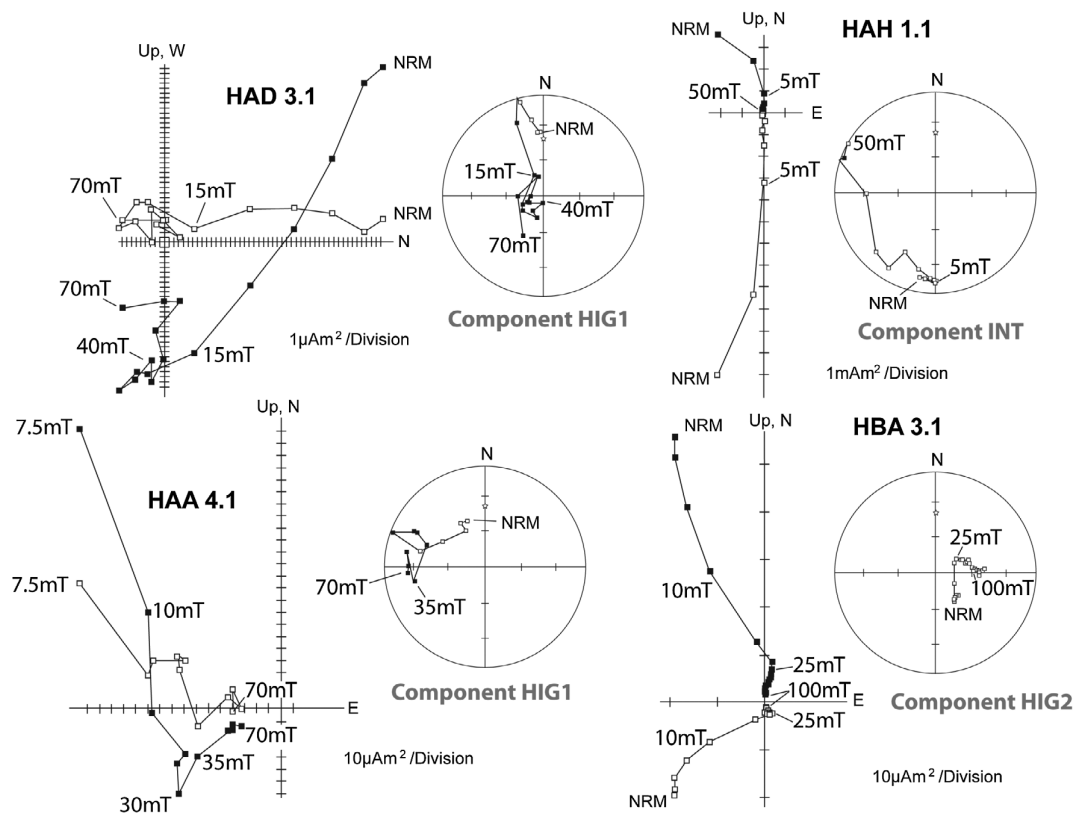 Up, W
HAD 3.1
NRM
70mT
15mT
NRM
N
70mT
40mT
15mT
1µAm² /Division
N
NRM
15mT
40mT
70mT
Component HIG1
Up, N
HAH 1.1
NRM
5mT
50mT
E
5mT
NRM
1mAm² /Division
N
50mT
5mT
NRM
Component INT
Up, N
7.5mT
HAA 4.1
7.5mT
10mT
70mT
E
70mT
35mT
30mT
10µAm² /Division
NRM
70mT
35mT
Component HIG1
Up, N
HBA 3.1
NRM
10mT
25mT
100mT
E
25mT
10mT
NRM
10µAm² /Division
N
25mT
100mT
NRM
Component HIG2